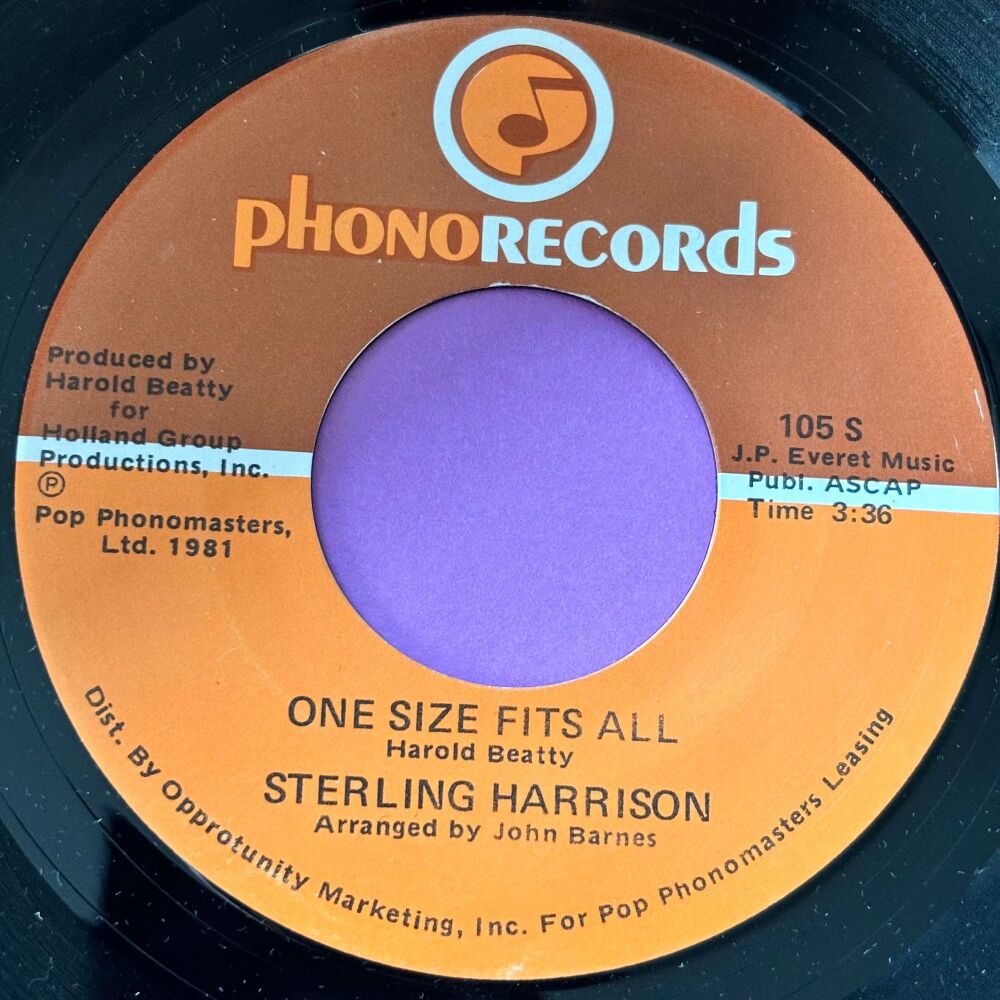 phonoRECORds
Produced by
Harold Beatty
for
Holland Group
Productions, Inc.
Ⓟ
Pop Phonomasters,
Ltd. 1981
105 S
J.P. Everet Music
Publ. ASCAP
Time 3:36
ONE SIZE FITS ALL
Harold Beatty
STERLING HARRISON
Arranged by John Barnes
Dist. By Opprotunity Marketing, Inc. For Pop Phonomasters Leasing